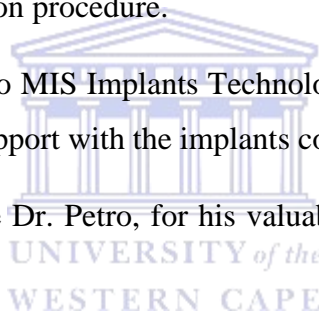 on procedure.
o MIS Implants Technolo
pport with the implants co
e Dr. Petro, for his valuab
UNIVERSITY of the
WESTERN CAPE